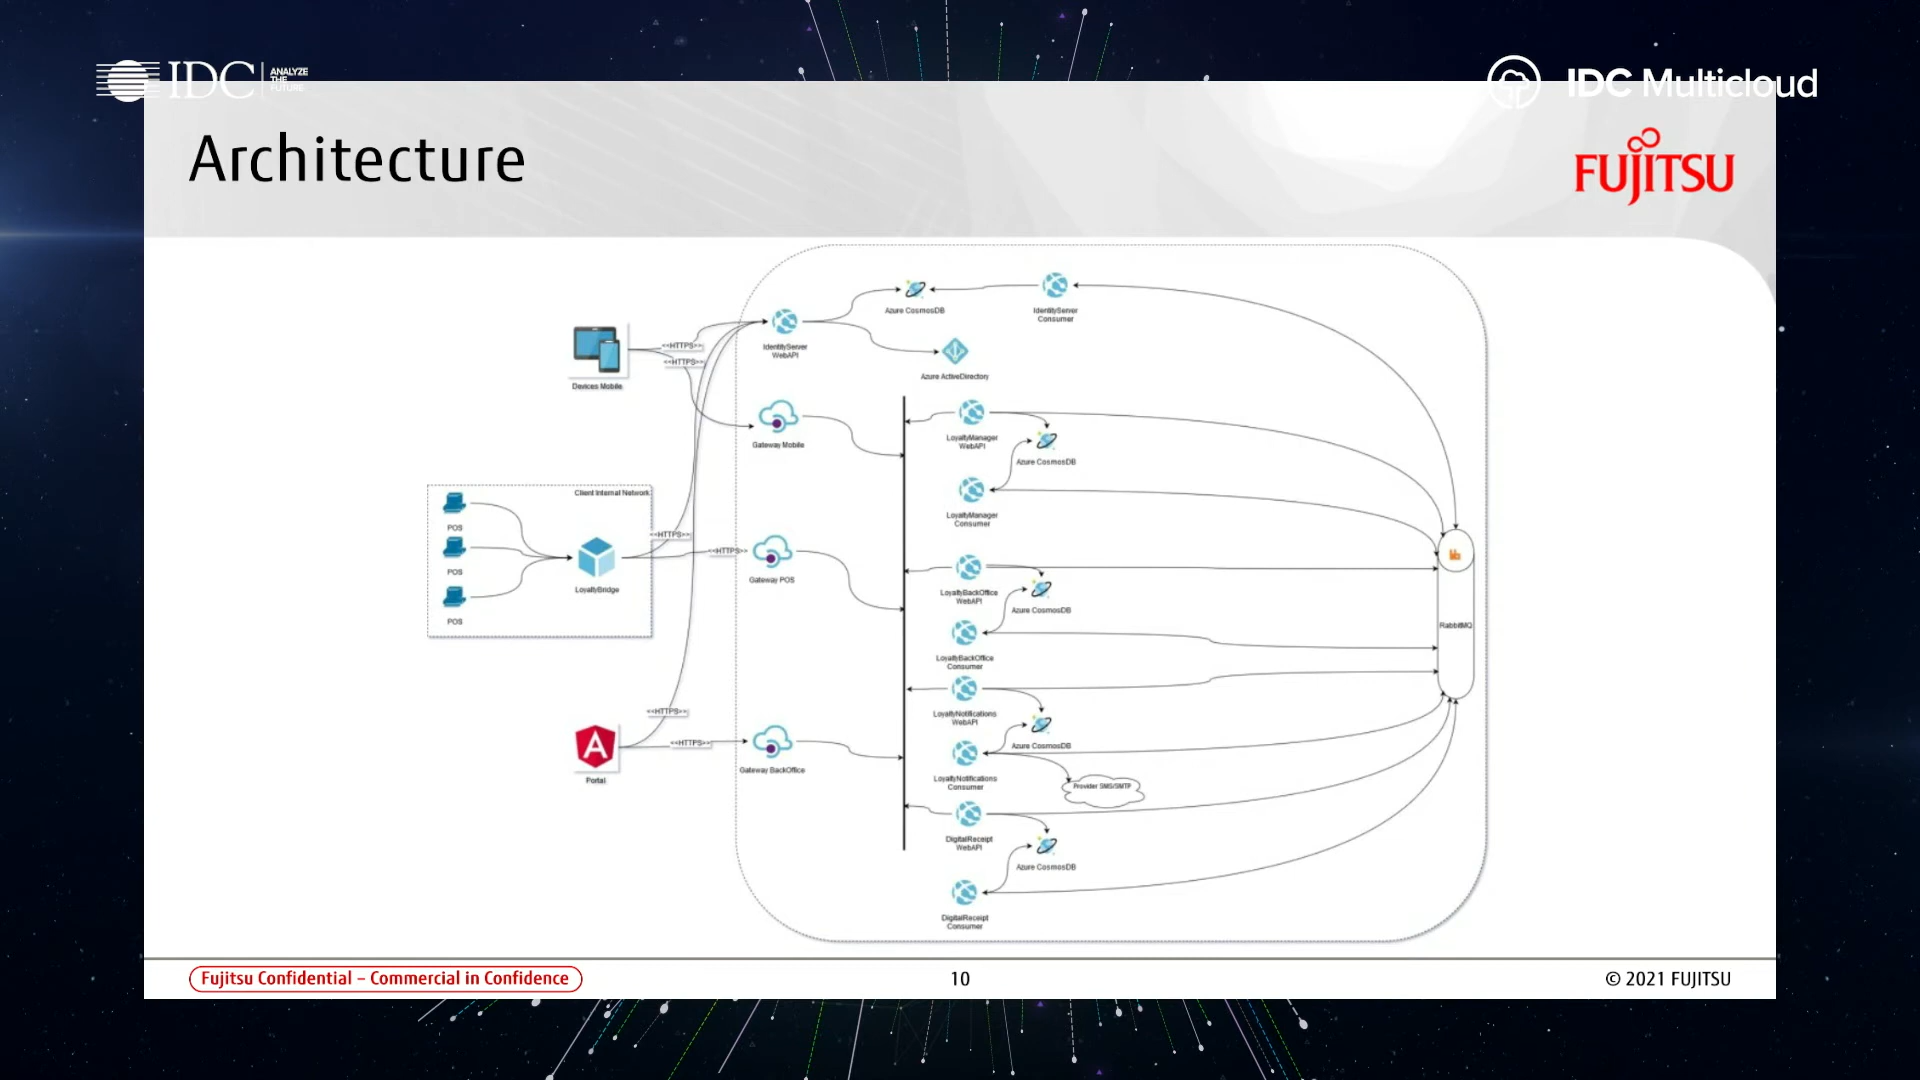 IDC
ANALYZE
THE
FUTURE
IDC Multicloud
Architecture
FUJITSU
Azure CosmosDB
IdentityServer
Consumer
<<HTTPS>>
<<HTTPS>>
IdentityServer
WebAPI
Devices Mobile
Azure ActiveDirectory
Gateway Mobile
LoyaltyManager
WebAPI
Azure CosmosDB
Client Internal Network
POS
POS
POS
LoyaltyBridge
<<HTTPS>>
<<HTTPS>>
Gateway POS
LoyaltyManager
Consumer
LoyaltyBackOffice
WebAPI
Azure CosmosDB
RabbitMQ
LoyaltyBackOffice
Consumer
<<HTTPS>>
<<HTTPS>>
Portal
Gateway BackOffice
LoyaltyNotifications
WebAPI
Azure CosmosDB
LoyaltyNotifications
Consumer
Provider SMS/SMTP
DigitalReceipt
WebAPI
Azure CosmosDB
DigitalReceipt
Consumer
Fujitsu Confidential – Commercial in Confidence
10
© 2021 FUJITSU